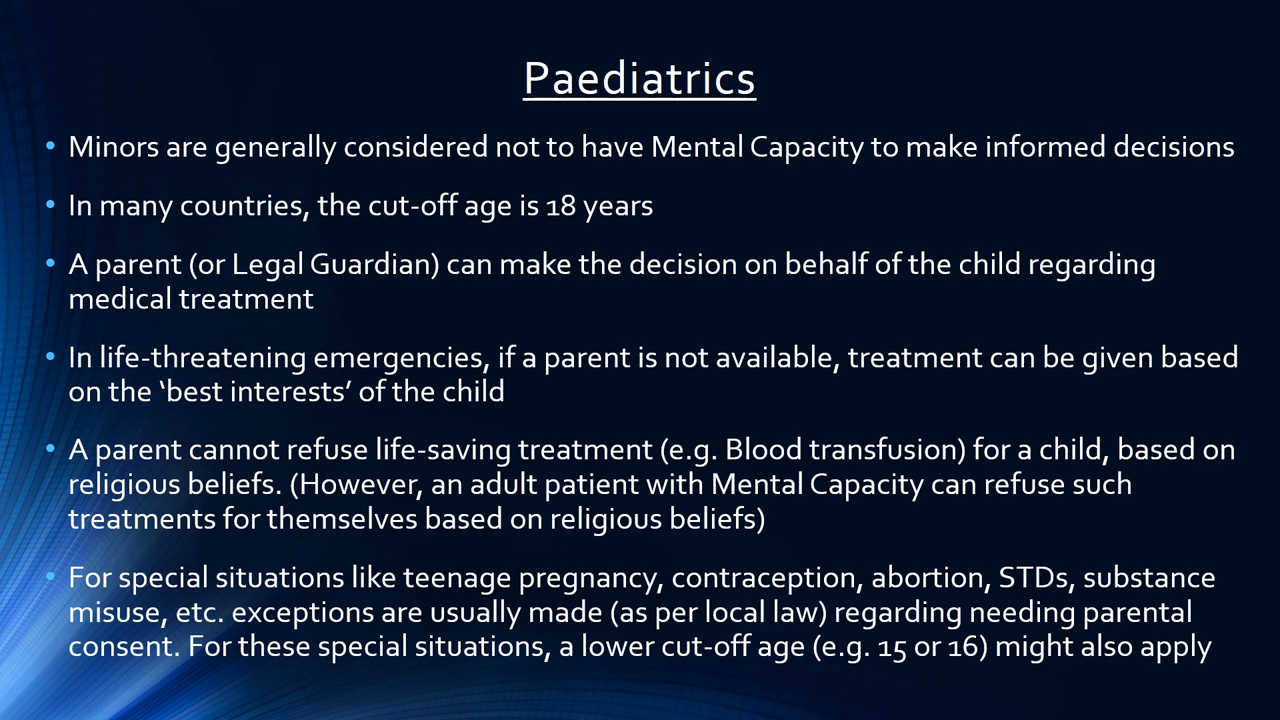 Paediatrics
• Minors are generally considered not to have Mental Capacity to make informed decisions
• In many countries, the cut-off age is 18 years
• A parent (or Legal Guardian) can make the decision on behalf of the child regarding
medical treatment
• In life-threatening emergencies, if a parent is not available, treatment can be given based
on the ‘best interests’ of the child
• A parent cannot refuse life-saving treatment (e.g. Blood transfusion) for a child, based on
religious beliefs. (However, an adult patient with Mental Capacity can refuse such
treatments for themselves based on religious beliefs)
• For special situations like teenage pregnancy, contraception, abortion, STDs, substance
misuse, etc. exceptions are usually made (as per local law) regarding needing parental
consent. For these special situations, a lower cut-off age (e.g. 15 or 16) might also apply